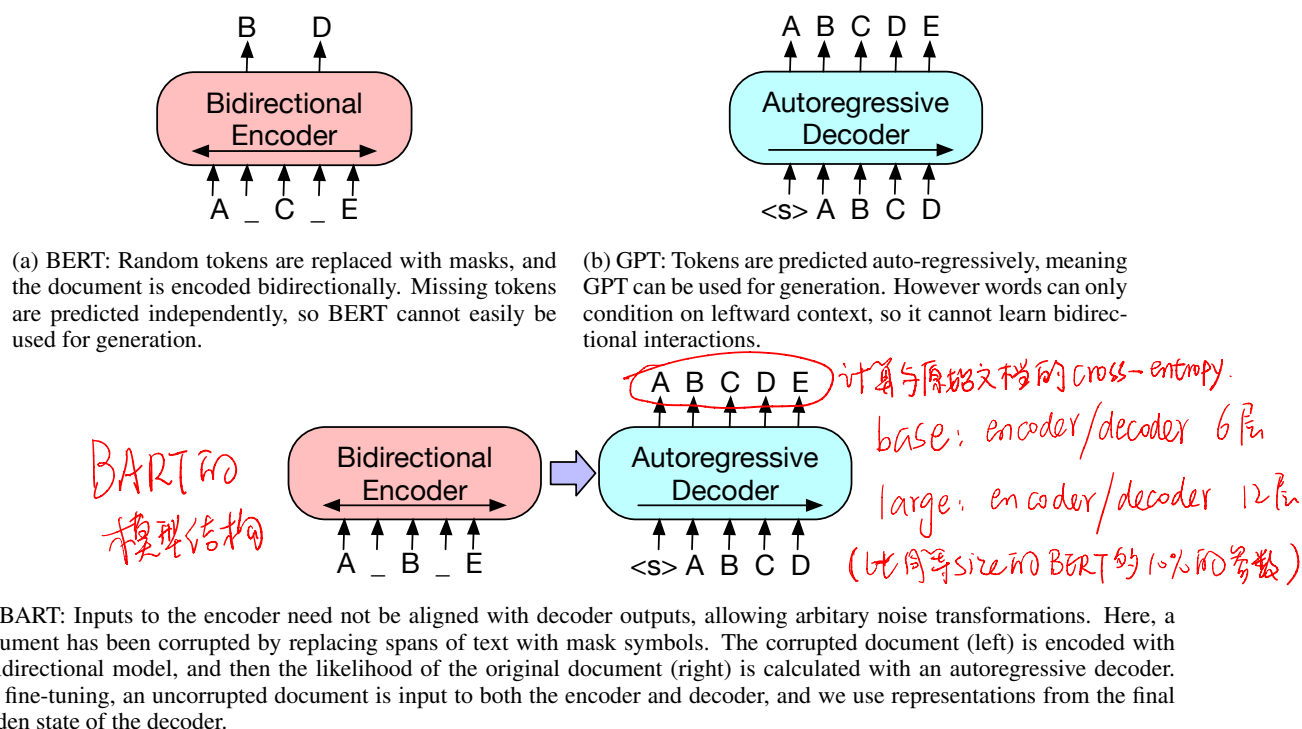 B D
Bidirectional
Encoder
A _ C _ E
(a) BERT: Random tokens are replaced with masks, and
the document is encoded bidirectionally. Missing tokens
are predicted independently, so BERT cannot easily be
used for generation.
A B C D E
Autoregressive
Decoder
<s> A B C D
(b) GPT: Tokens are predicted auto-regressively, meaning
GPT can be used for generation. However words can only
condition on leftward context, so it cannot learn bidirec-
tional interactions.
BART的
模型结构
Bidirectional
Encoder
A _ B _ E
A B C D E
Autoregressive
Decoder
<s> A B C D
计算与原始文档的cross-entropy.
base: encoder/decoder 6层
large: encoder/decoder 12层
(比同等size的BERT的10%的参数)
BART: Inputs to the encoder need not be aligned with decoder outputs, allowing arbitary noise transformations. Here, a
ument has been corrupted by replacing spans of text with mask symbols. The corrupted document (left) is encoded with
idirectional model, and then the likelihood of the original document (right) is calculated with an autoregressive decoder.
fine-tuning, an uncorrupted document is input to both the encoder and decoder, and we use representations from the final
den state of the decoder.